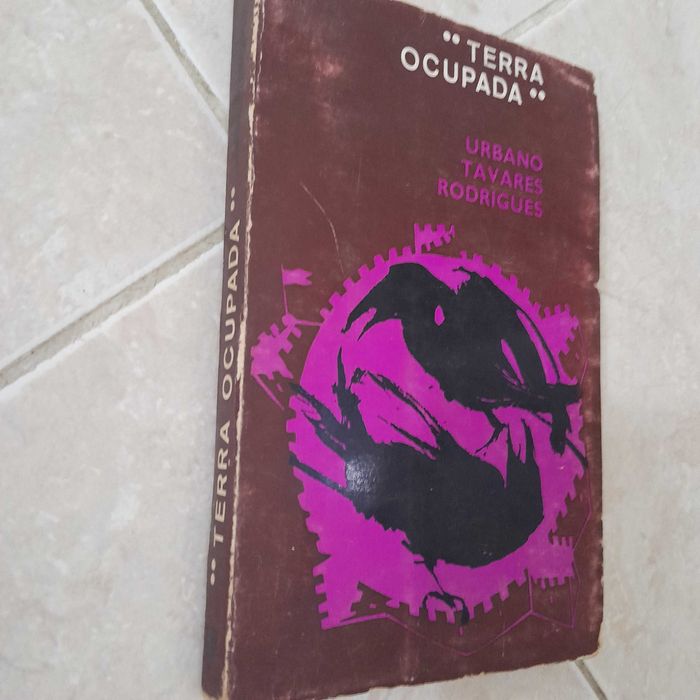 •• TERRA
OCUPADA ••
URBANO
TAVARES
RODRIGUES
•• TERRA OCUPADA ••